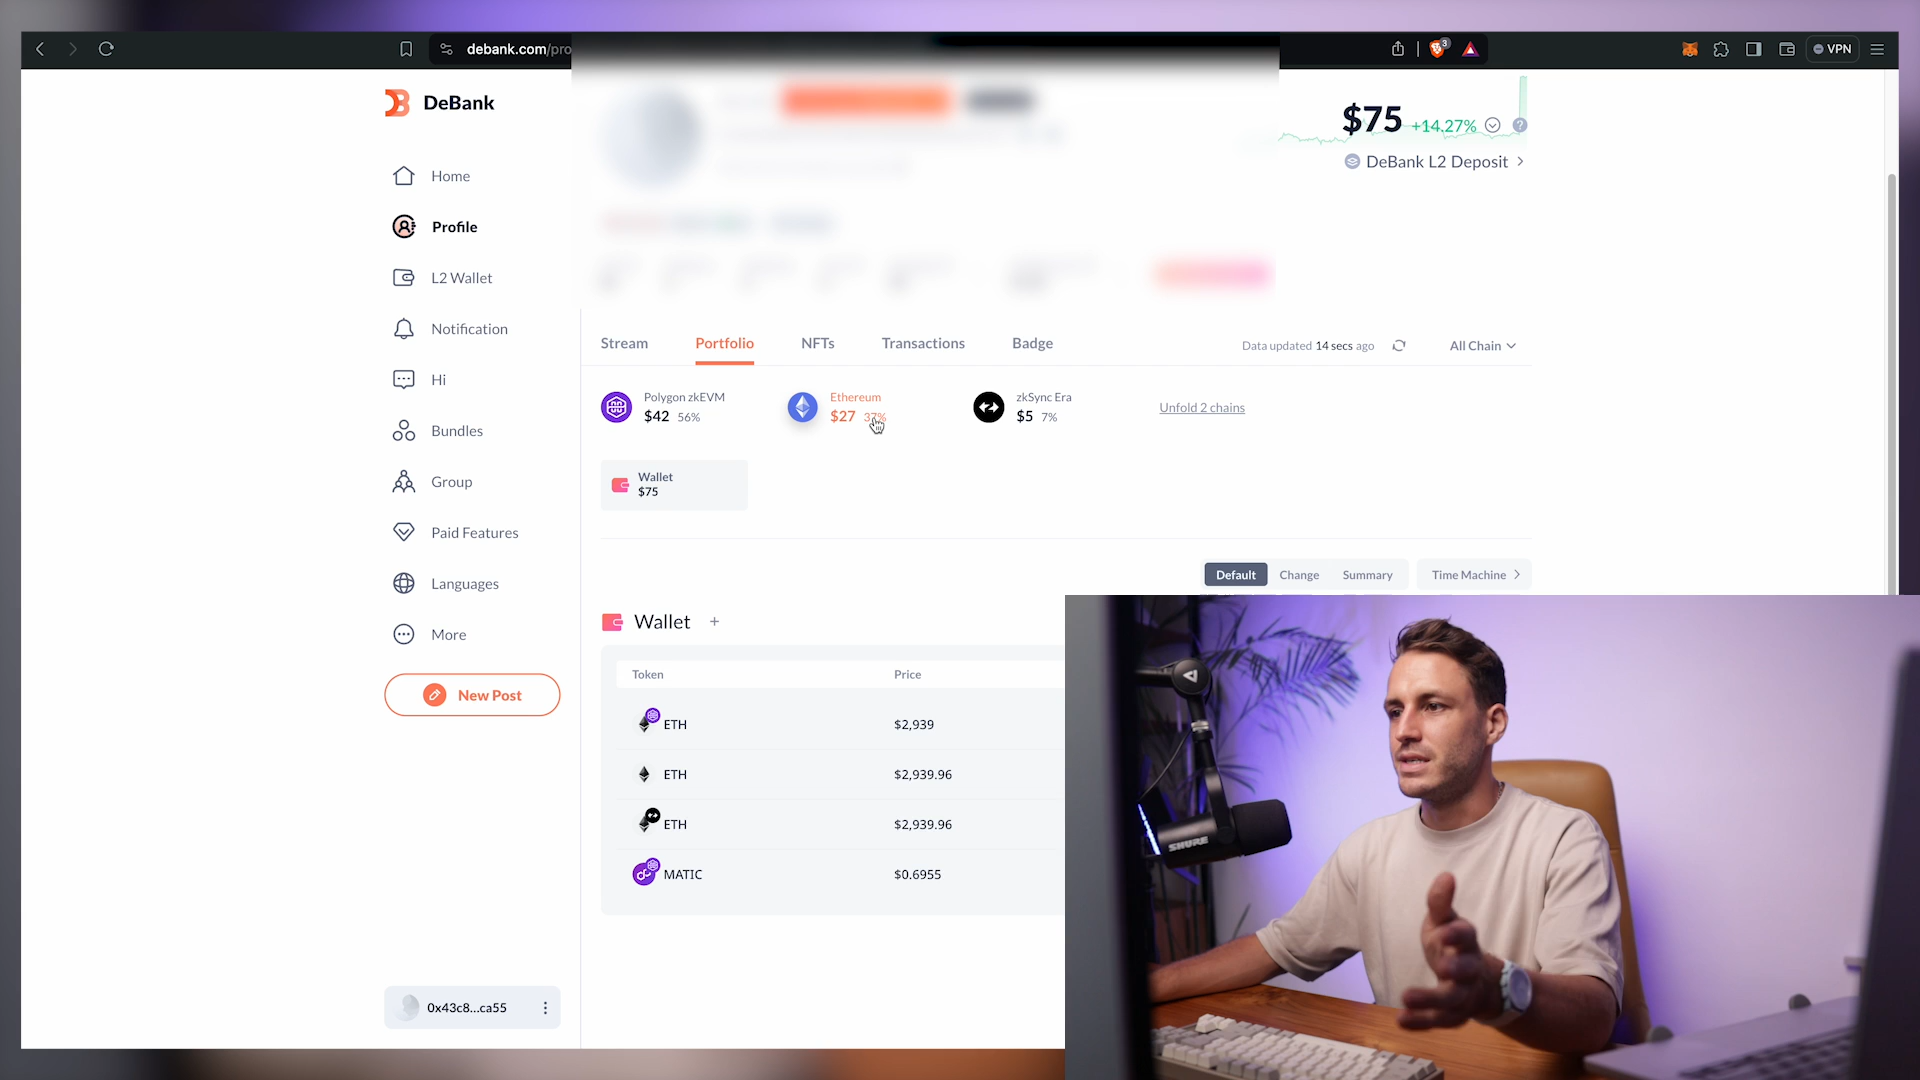 debank.com/pro
3
VPN
DeBank
$75 +14.27%
?
DeBank L2 Deposit
Home
Profile
L2 Wallet
Notification
Hi
Bundles
Group
Paid Features
Languages
More
New Post
0x43c8...ca55
Stream
Portfolio
NFTs
Transactions
Badge
Data updated 14 secs ago
All Chain
Polygon zkEVM
$42 56%
Ethereum
$27 37%
zkSync Era
$5 7%
Unfold 2 chains
Wallet
$75
Default
Change
Summary
Time Machine
Wallet +
Token Price
ETH $2,939
ETH $2,939.96
ETH $2,939.96
MATIC $0.6955
SHURE